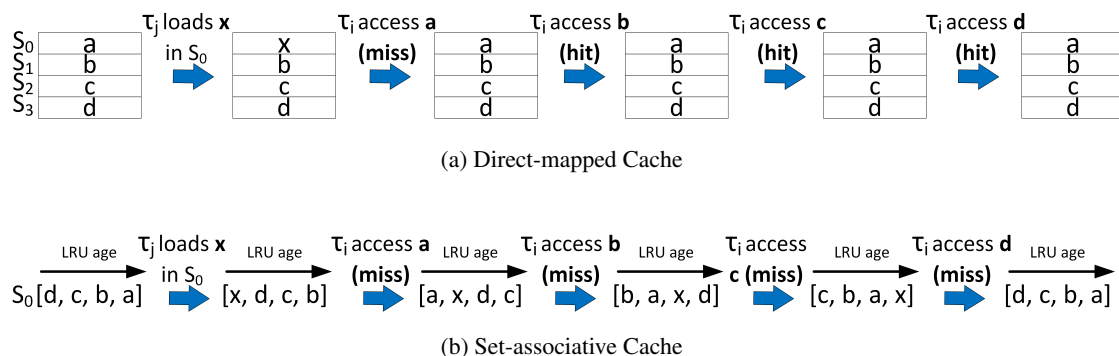 τj loads x τi access a τi access b τi access c τi access d
in S0 (miss) (hit) (hit) (hit)
S0 a x a a a a
S1 b b b b b b
S2 c c c c c c
S3 d d d d d d
(a) Direct-mapped Cache
τj loads x τi access a τi access b τi access τi access d
LRU age in S0 LRU age (miss) LRU age (miss) LRU age c (miss) LRU age (miss) LRU age
S0 [d, c, b, a] [x, d, c, b] [a, x, d, c] [b, a, x, d] [c, b, a, x] [d, c, b, a]
(b) Set-associative Cache